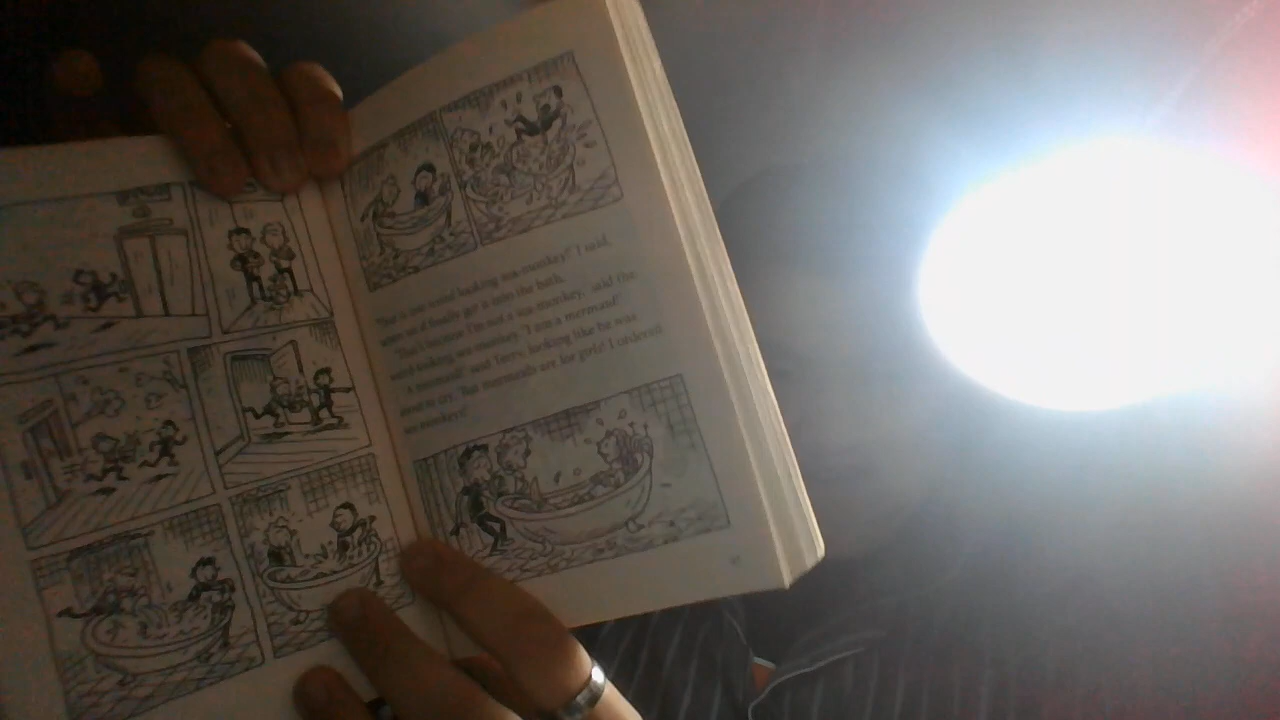 'That is one weird-looking sea-monkey!' I said,
when we'd finally got it into the bath.
'That's because I'm not a sea-monkey,' said the
weird-looking sea-monkey. 'I am a mermaid!'
'A mermaid?' said Terry, looking like he was
about to cry. 'But mermaids are for girls! I ordered
sea-monkeys!'